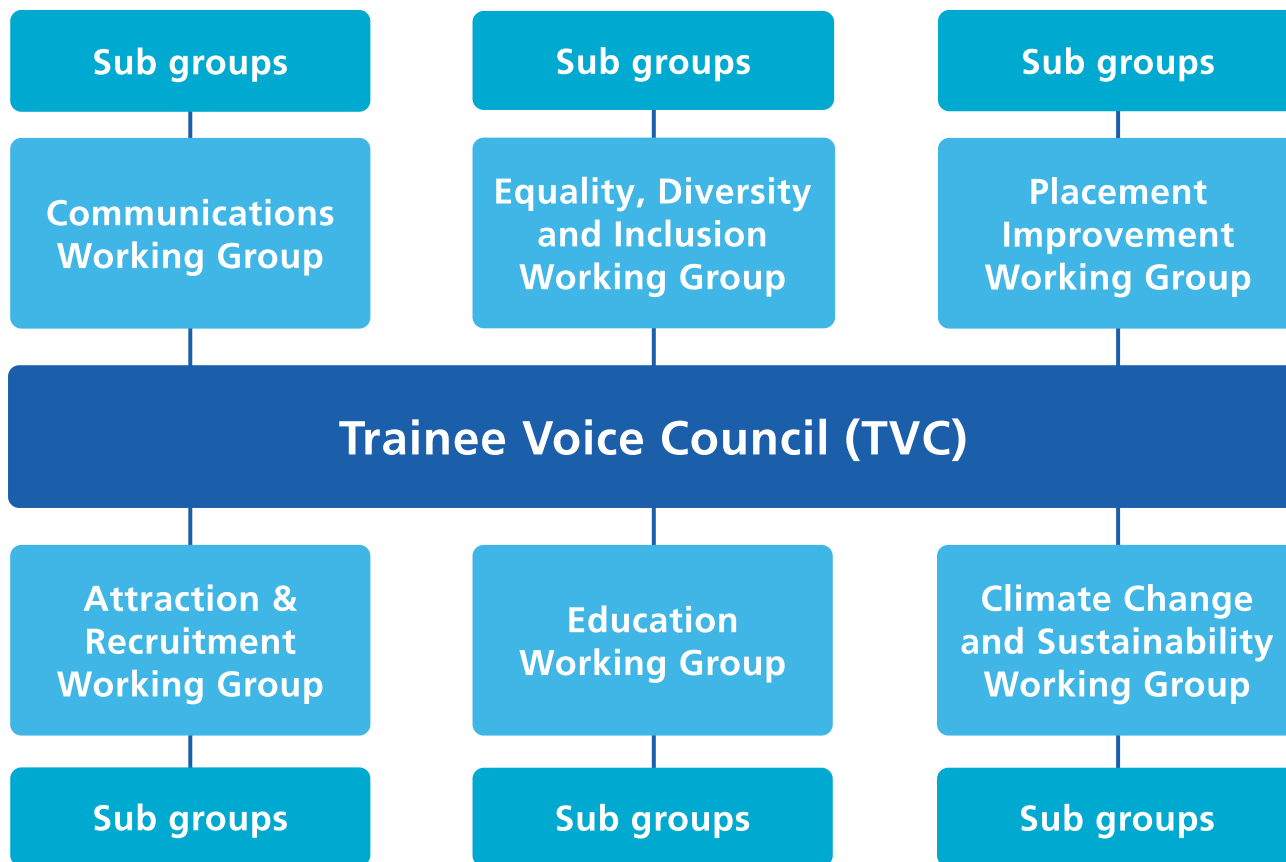 Sub groups
Sub groups
Sub groups
Communications
Working Group
Equality, Diversity
and Inclusion
Working Group
Placement
Improvement
Working Group
Trainee Voice Council (TVC)
Attraction &
Recruitment
Working Group
Education
Working Group
Climate Change
and Sustainability
Working Group
Sub groups
Sub groups
Sub groups